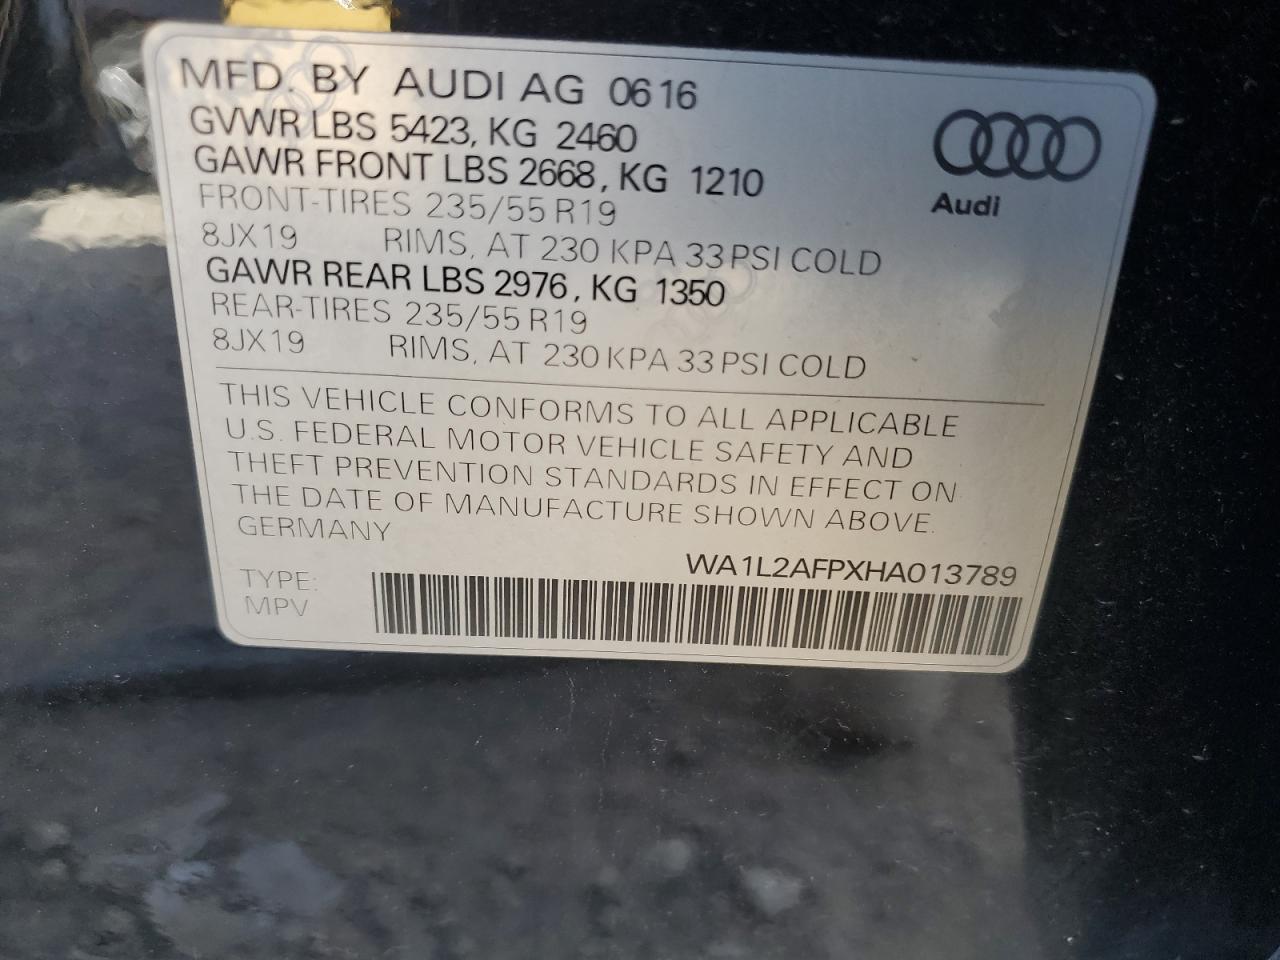 MFD. BY AUDI AG 0616
GVWR LBS 5423, KG 2460
GAWR FRONT LBS 2668, KG 1210
FRONT-TIRES 235/55 R19
8JX19 RIMS, AT 230 KPA 33 PSI COLD
GAWR REAR LBS 2976, KG 1350
REAR-TIRES 235/55 R19
8JX19 RIMS, AT 230 KPA 33 PSI COLD
Audi
THIS VEHICLE CONFORMS TO ALL APPLICABLE
U.S. FEDERAL MOTOR VEHICLE SAFETY AND
THEFT PREVENTION STANDARDS IN EFFECT ON
THE DATE OF MANUFACTURE SHOWN ABOVE.
GERMANY
WA1L2AFPXHA013789
TYPE:
MPV